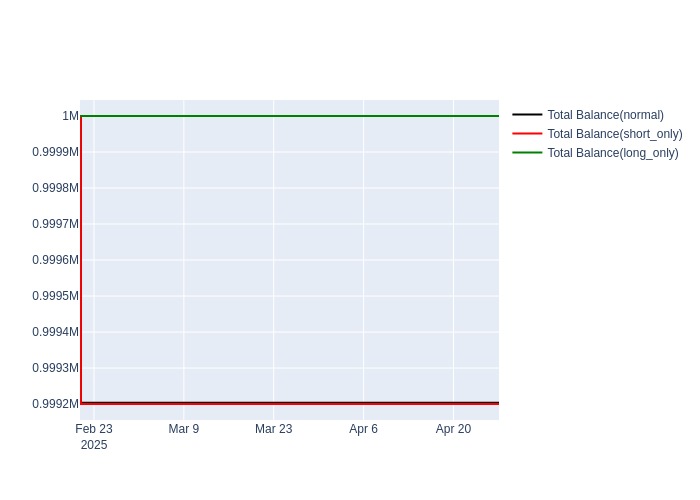 1M
0.9999M
0.9998M
0.9997M
0.9996M
0.9995M
0.9994M
0.9993M
0.9992M
Feb 23
2025
Mar 9
Mar 23
Apr 6
Apr 20
Total Balance(normal)
Total Balance(short_only)
Total Balance(long_only)